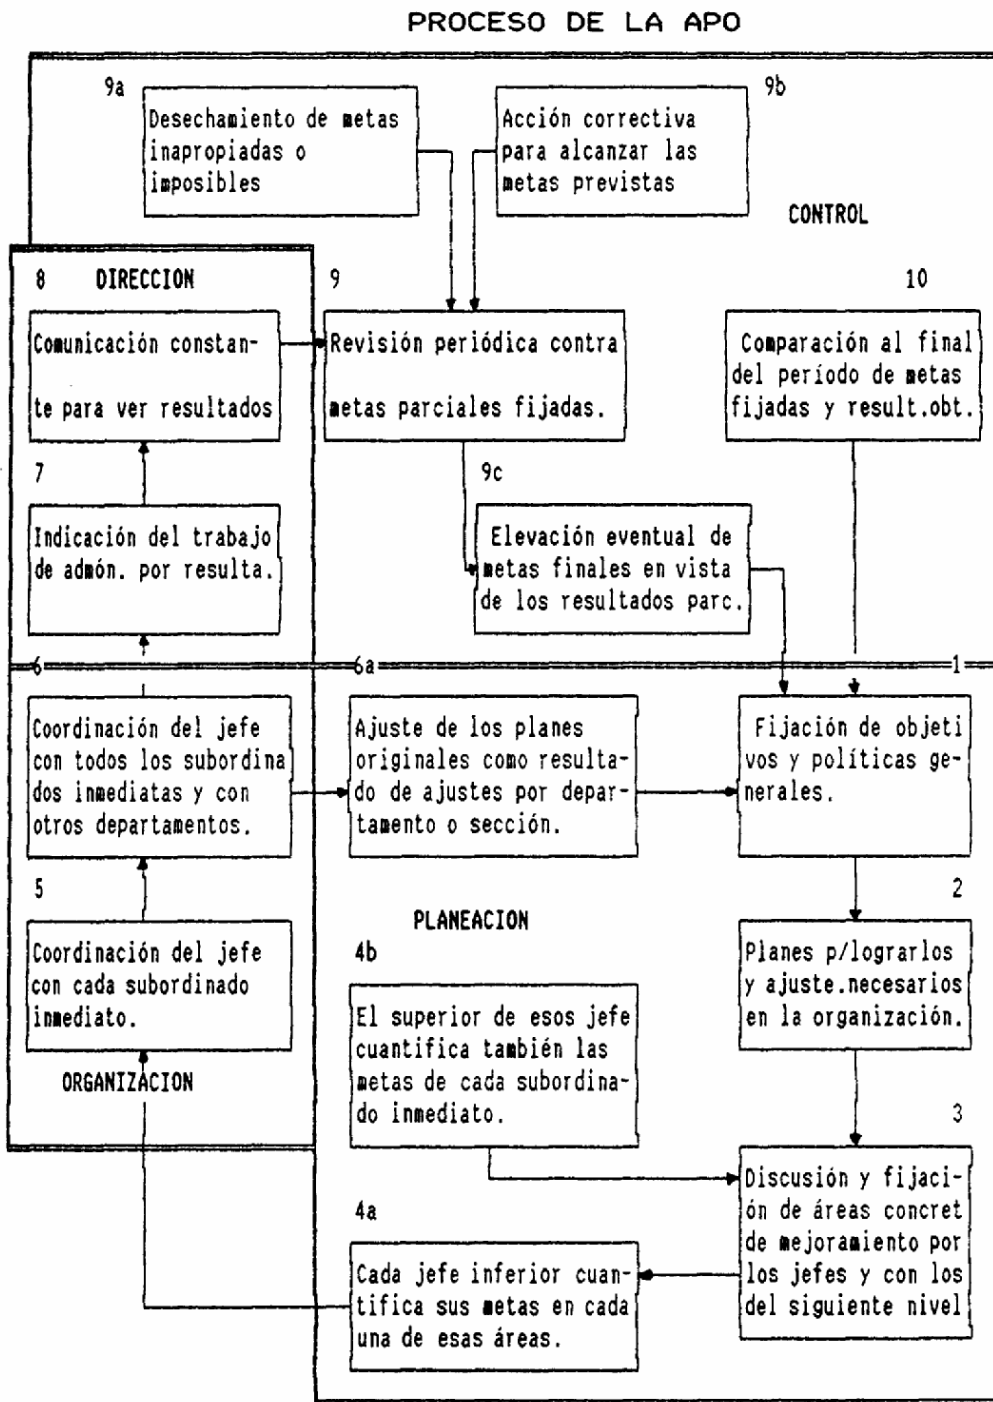 PROCESO DE LA APO
9a
Desechamiento de metas
inapropiadas o
imposibles
9b
Acción correctiva
para alcanzar las
metas previstas
CONTROL
8 DIRECCION
Comunicación constan-
te para ver resultados
9
Revisión periódica contra
metas parciales fijadas.
10
Comparación al final
del período de metas
fijadas y result.obt.
7
Indicación del trabajo
de admón. por resulta.
9c
Elevación eventual de
metas finales en vista
de los resultados parc.
6
Coordinación del jefe
con todos los subordina
dos inmediatas y con
otros departamentos.
6a
Ajuste de los planes
originales como resulta-
do de ajustes por depar-
tamento o sección.
1
Fijación de objeti
vos y políticas ge-
nerales.
5
Coordinación del jefe
con cada subordinado
inmediato.
ORGANIZACION
PLANEACION
2
Planes p/lograrlos
y ajuste.necesarios
en la organización.
4b
El superior de esos jefe
cuantifica también las
metas de cada subordina-
do inmediato.
3
Discusión y fijaci-
ón de áreas concret
de mejoramiento por
los jefes y con los
del siguiente nivel
4a
Cada jefe inferior cuan-
tifica sus metas en cada
una de esas áreas.